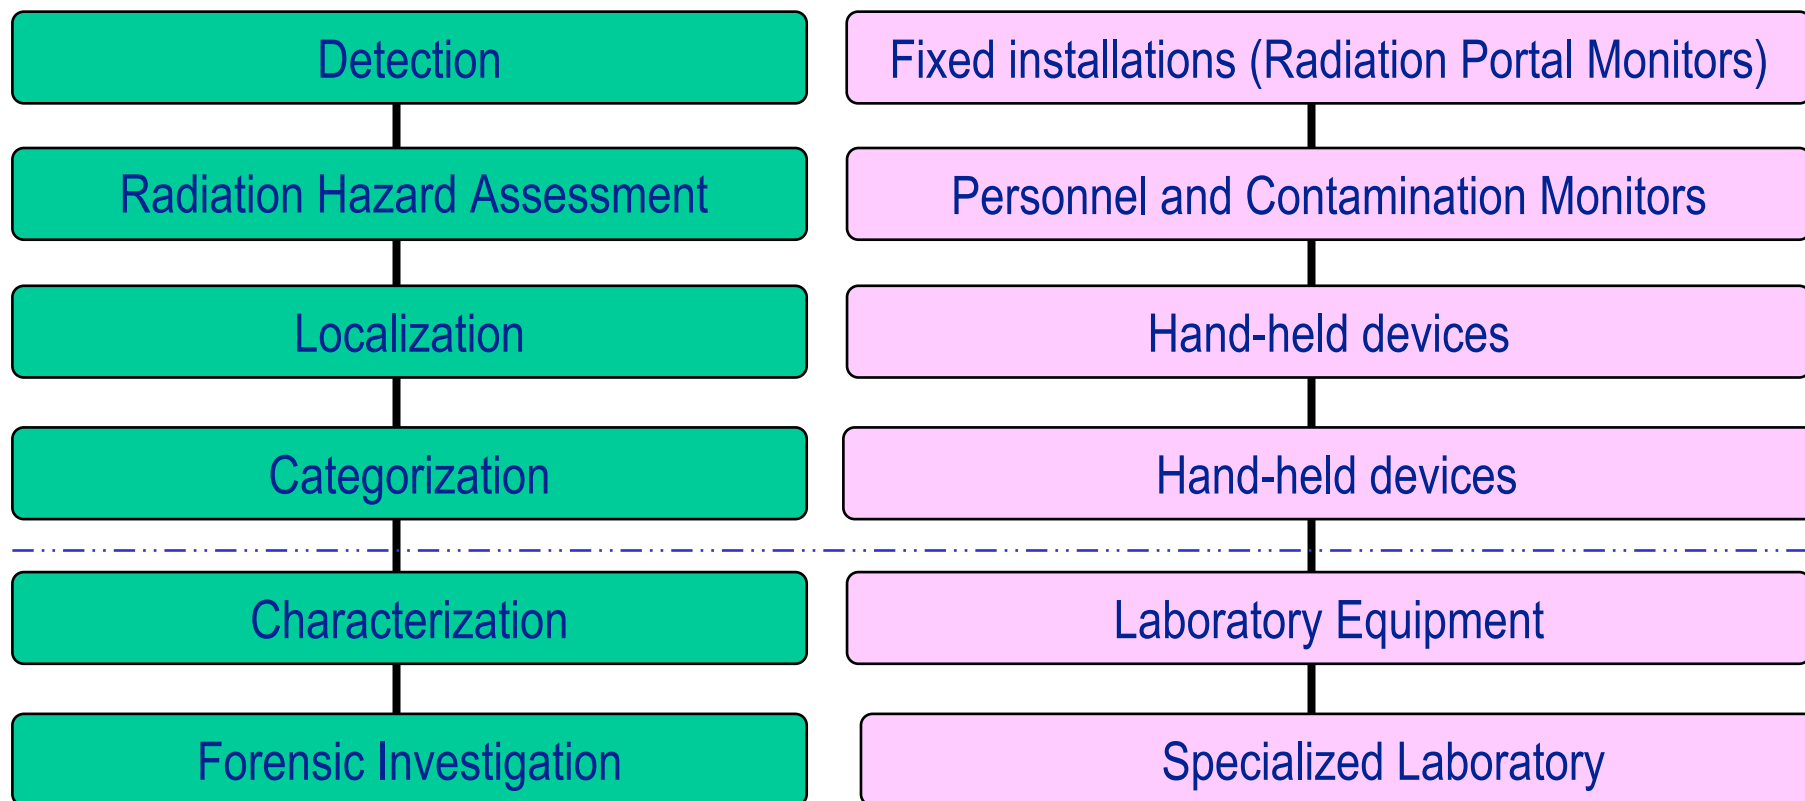 Detection
Fixed installations (Radiation Portal Monitors)
Radiation Hazard Assessment
Personnel and Contamination Monitors
Localization
Hand-held devices
Categorization
Hand-held devices
Characterization
Laboratory Equipment
Forensic Investigation
Specialized Laboratory